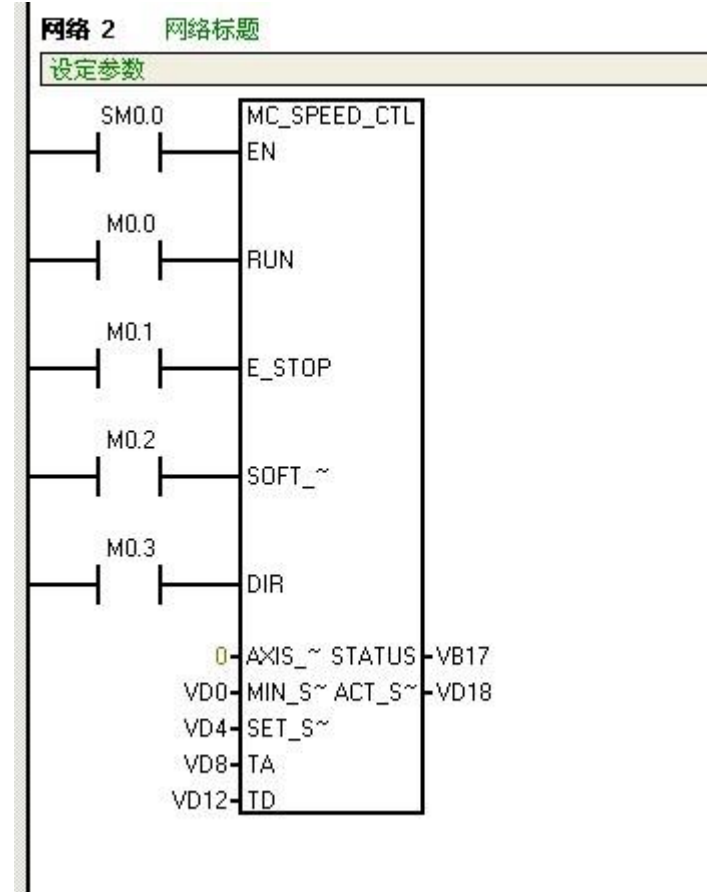 网络 2 网络标题
设定参数
SM0.0 MC_SPEED_CTL
EN
M0.0
RUN
M0.1
E_STOP
M0.2
SOFT_~
M0.3
DIR
0 AXIS_~ STATUS VB17
VD0 MIN_S~ ACT_S~ VD18
VD4 SET_S~
VD8 TA
VD12 TD